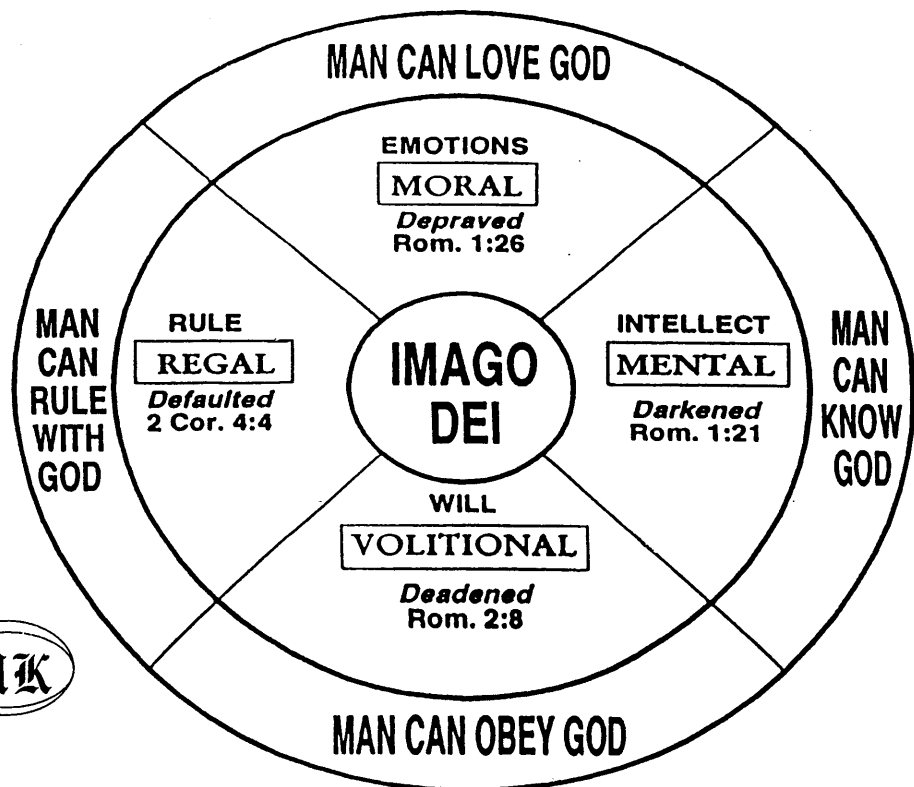 MAN CAN LOVE GOD
EMOTIONS
MORAL
Depraved
Rom. 1:26
MAN
CAN
RULE
WITH
GOD
RULE
REGAL
Defaulted
2 Cor. 4:4
IMAGO
DEI
INTELLECT
MENTAL
Darkened
Rom. 1:21
MAN
CAN
KNOW
GOD
WILL
VOLITIONAL
Deadened
Rom. 2:8
MAN CAN OBEY GOD